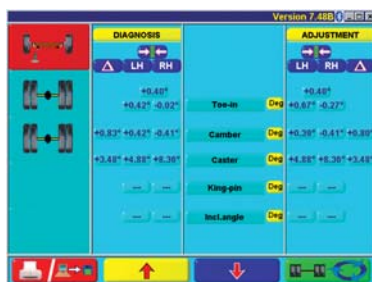 Version 7.48B
DIAGNOSIS ADJUSTMENT
Δ LH RH LH RH Δ
+0.40° +0.40°
+0.42° -0.02° Toe-in Deg +0.67° -0.27°
+0.83° +0.42° -0.41° Camber Deg +0.39° -0.41° +0.80°
+3.48° +4.88° +8.36° Caster Deg +4.88° +8.36° +3.48°
--- --- King-pin Deg --- ---
--- --- Incl.angle Deg --- ---